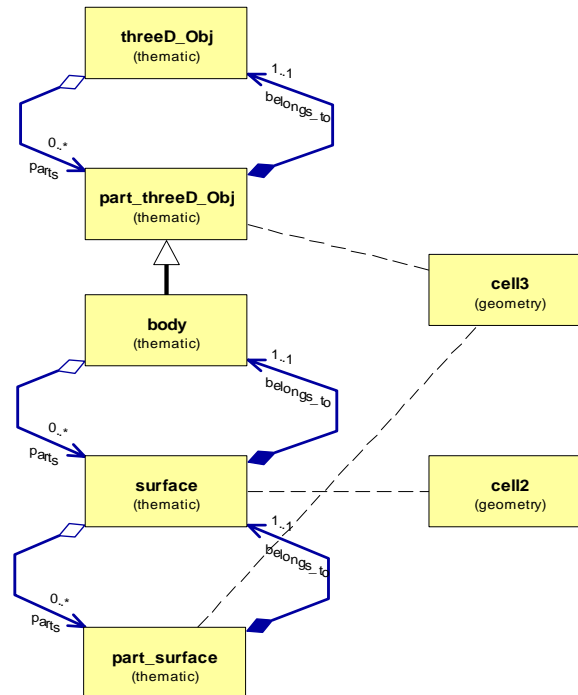 threeD_Obj
(thematic)
1..1
belongs_to
0..*
parts
part_threeD_Obj
(thematic)
cell3
(geometry)
body
(thematic)
1..1
belongs_to
0..*
parts
surface
(thematic)
cell2
(geometry)
1..1
belongs_to
0..*
parts
part_surface
(thematic)